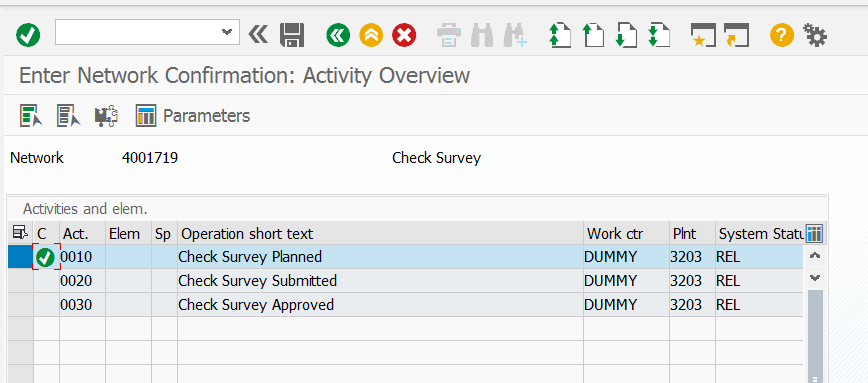 Enter Network Confirmation: Activity Overview
Parameters
Network 4001719 Check Survey
Activities and elem.
C Act. Elem Sp Operation short text Work ctr Plnt System Statu
0010 Check Survey Planned DUMMY 3203 REL
0020 Check Survey Submitted DUMMY 3203 REL
0030 Check Survey Approved DUMMY 3203 REL